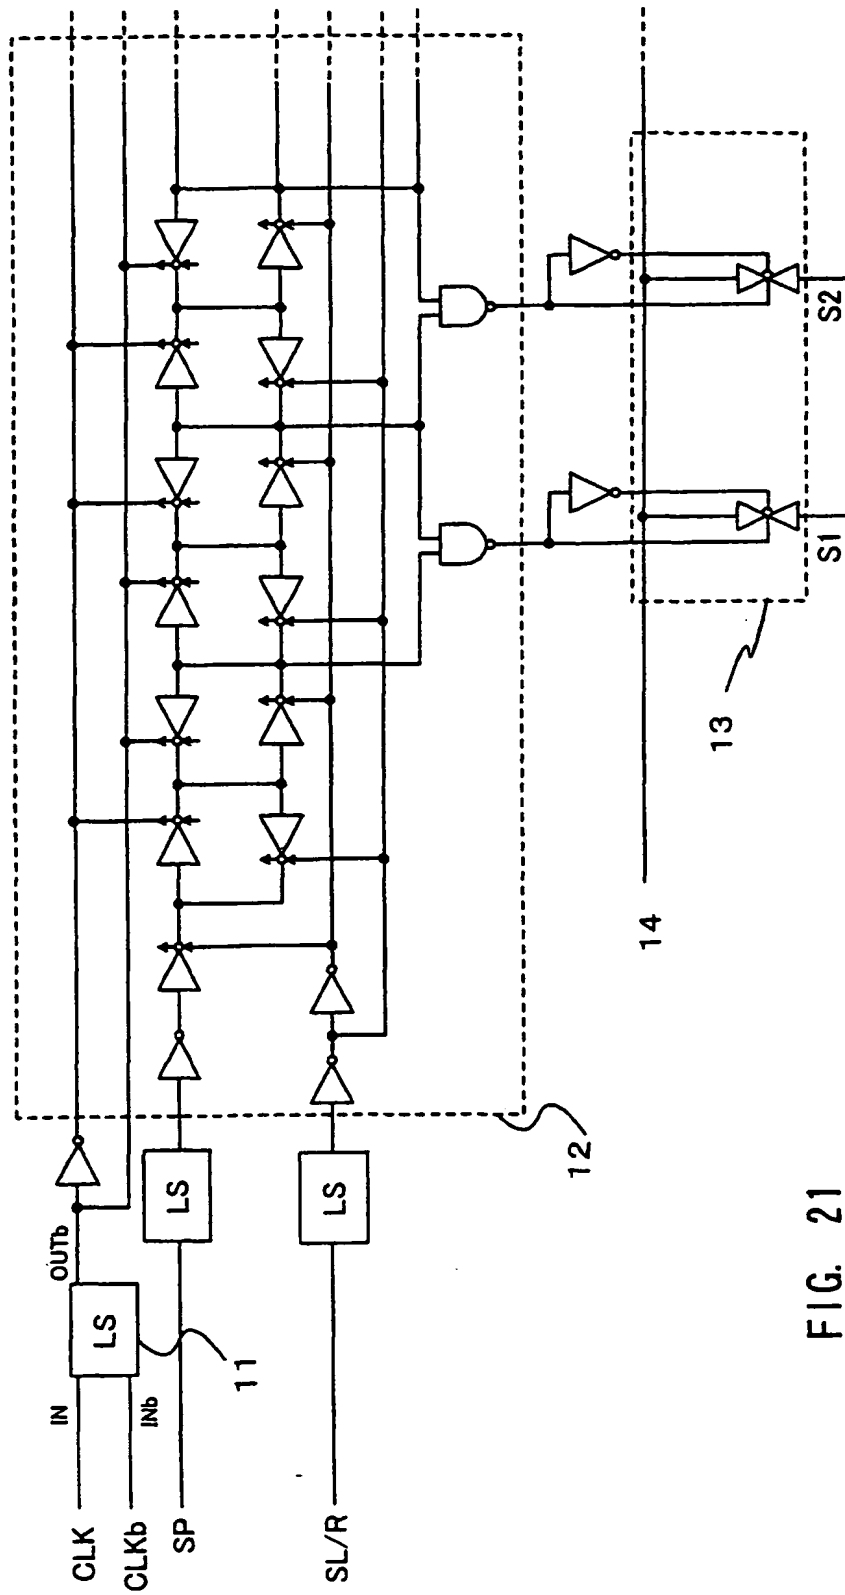 CLK
IN
CLKb
INb
LS
OUTb
11
SP
LS
SL/R
LS
12
14
13
S1
S2
FIG. 21